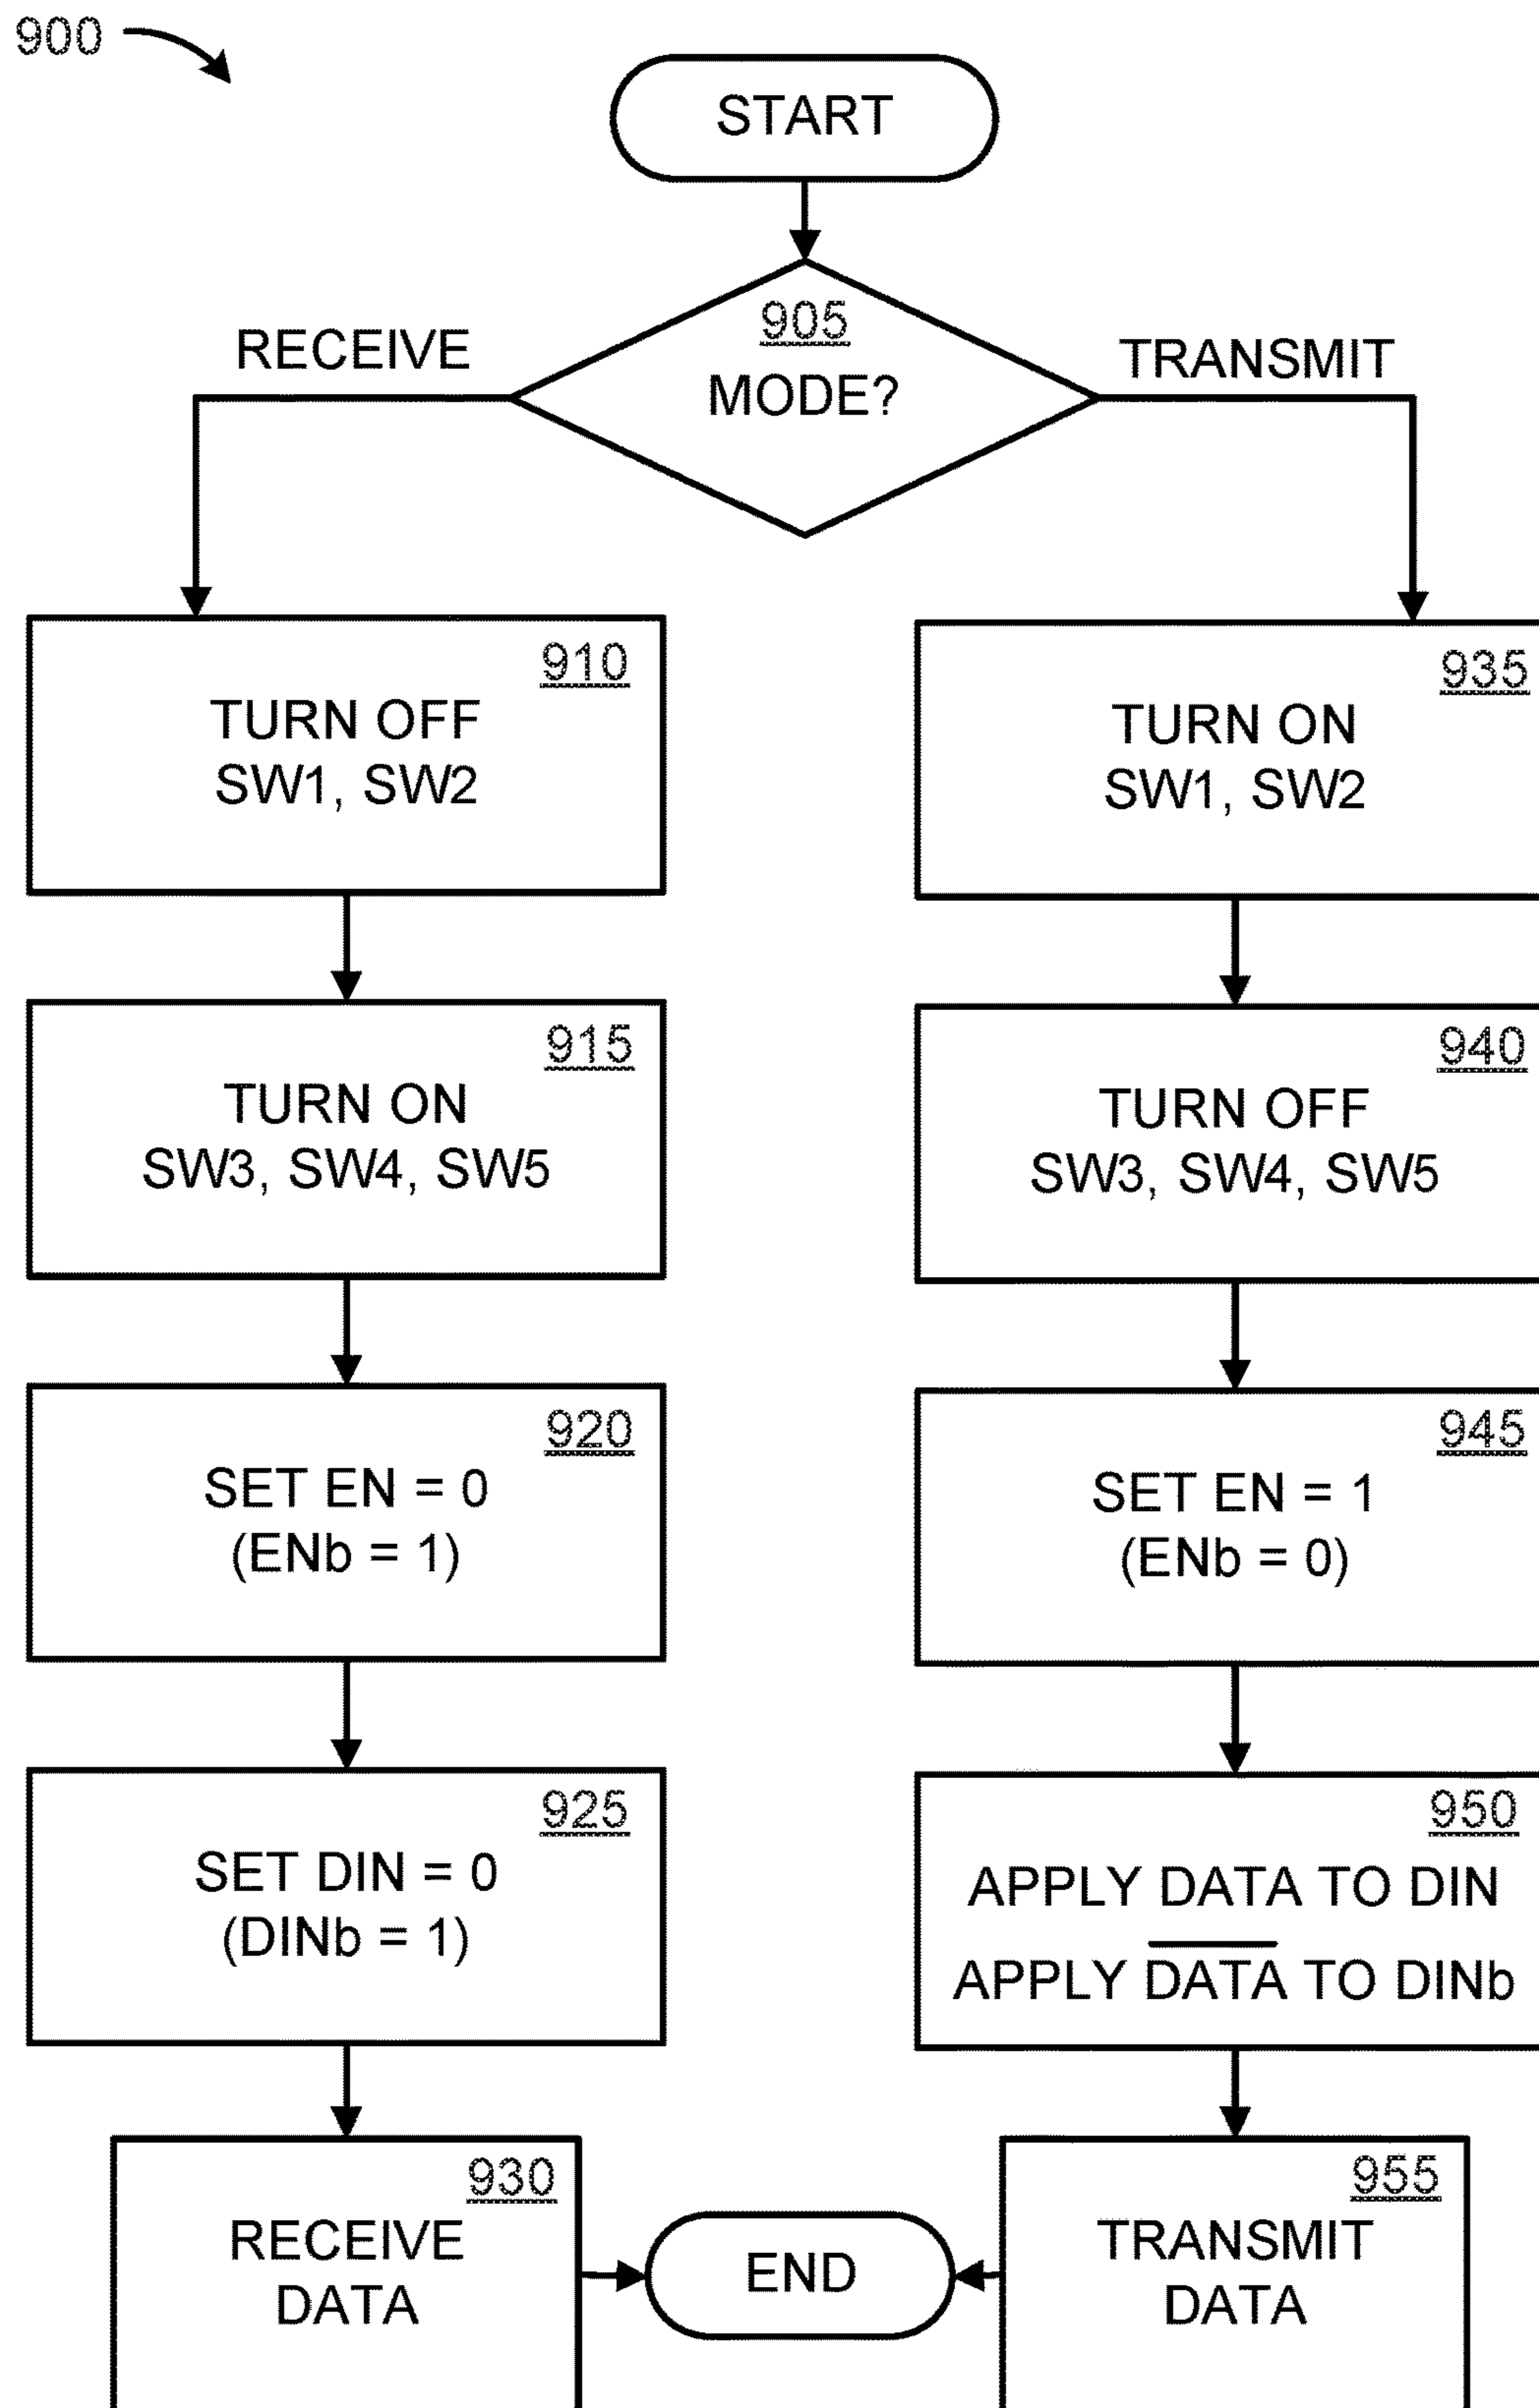 900
START
905
MODE?
RECEIVE
TRANSMIT
910
TURN OFF
SW1, SW2
915
TURN ON
SW3, SW4, SW5
920
SET EN = 0
(ENb = 1)
925
SET DIN = 0
(DINb = 1)
930
RECEIVE
DATA
935
TURN ON
SW1, SW2
940
TURN OFF
SW3, SW4, SW5
945
SET EN = 1
(ENb = 0)
950
APPLY DATA TO DIN
APPLY D̅A̅T̅A̅ TO DINb
955
TRANSMIT
DATA
END